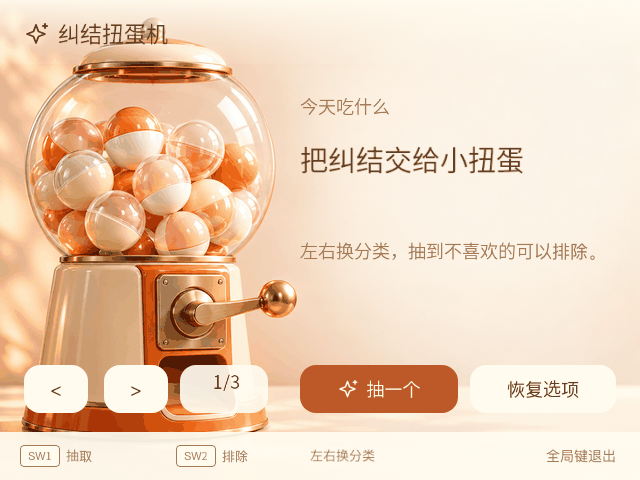 纠结扭蛋机
今天吃什么
把纠结交给小扭蛋
左右换分类，抽到不喜欢的可以排除。
< > 1/3 抽一个 恢复选项
SW1 抽取 SW2 排除 左右换分类 全局键退出